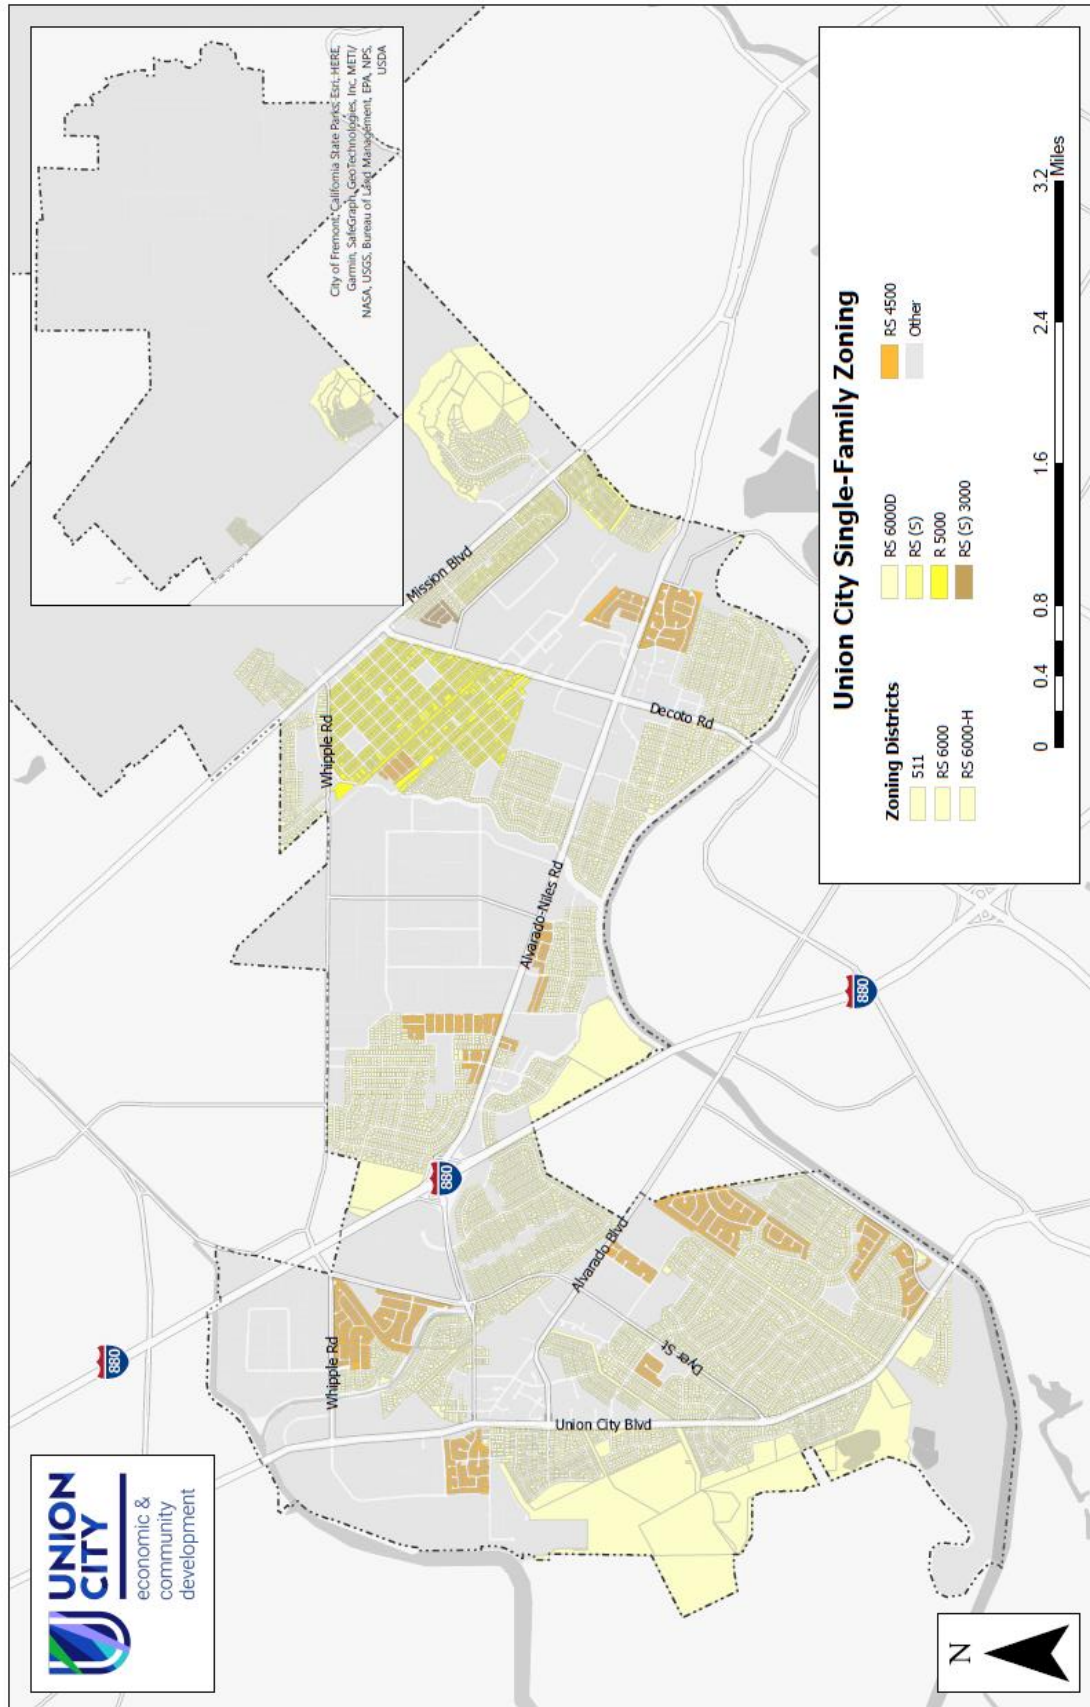 UNION
CITY
economic &
community
development
City of Fremont, California State Parks, Esri, HERE,
Garmin, SafeGraph, GeoTechnologies, Inc, METI/
NASA, USGS, Bureau of Land Management, EPA, NPS,
USDA
Whipple Rd
Mission Blvd
Whipple Rd
880
880
880
Alvarado-Niles Rd
Decoto Rd
Alvarado Blvd
Dyer St
Union City Blvd
N
Union City Single-Family Zoning
Zoning Districts
511
RS 6000
RS 6000-H
RS 6000D
RS (S)
R 5000
RS (S) 3000
RS 4500
Other
0 0.4 0.8 1.6 2.4 3.2
Miles